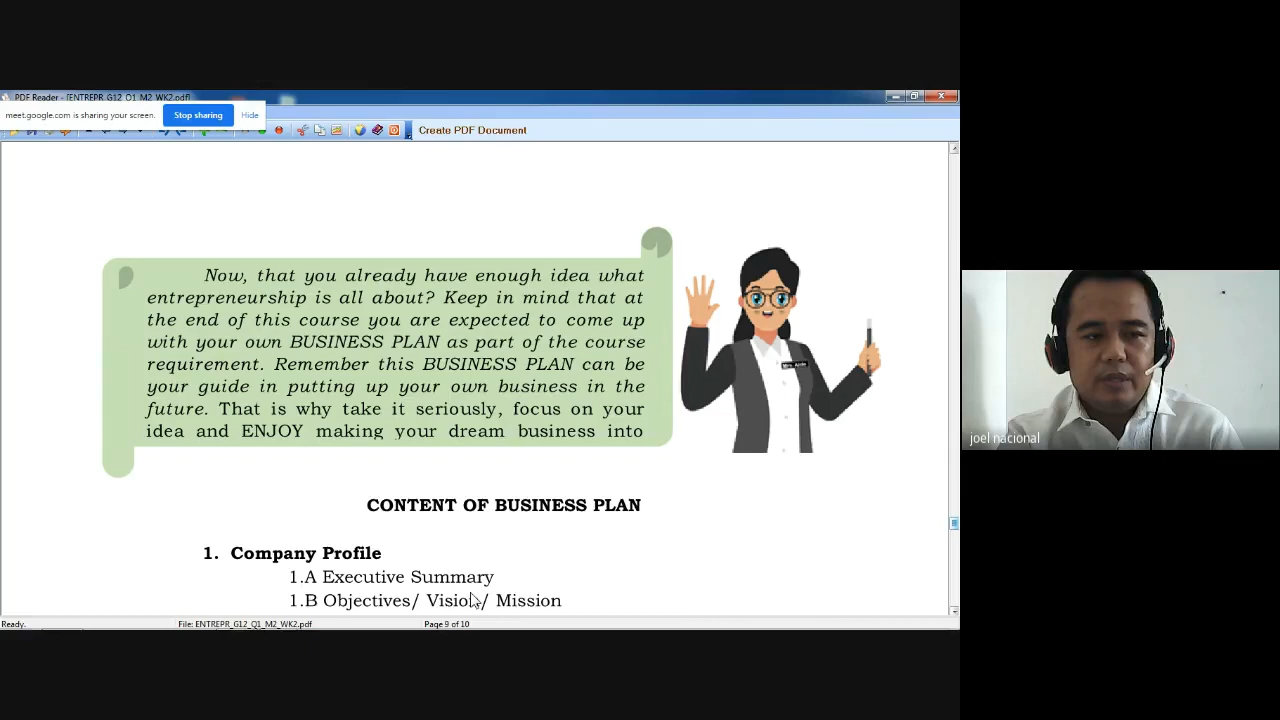 PDF Reader - [ENTREPR_G12_Q1_M2_WK2.pdf]
meet.google.com is sharing your screen.
Stop sharing
Hide
Create PDF Document
Now, that you already have enough idea what
entrepreneurship is all about? Keep in mind that at
the end of this course you are expected to come up
with your own BUSINESS PLAN as part of the course
requirement. Remember this BUSINESS PLAN can be
your guide in putting up your own business in the
future. That is why take it seriously, focus on your
idea and ENJOY making your dream business into
joel nacional
CONTENT OF BUSINESS PLAN
1. Company Profile
1.A Executive Summary
1.B Objectives/ Vision/ Mission
Ready.
File: ENTREPR_G12_Q1_M2_WK2.pdf
Page 9 of 10